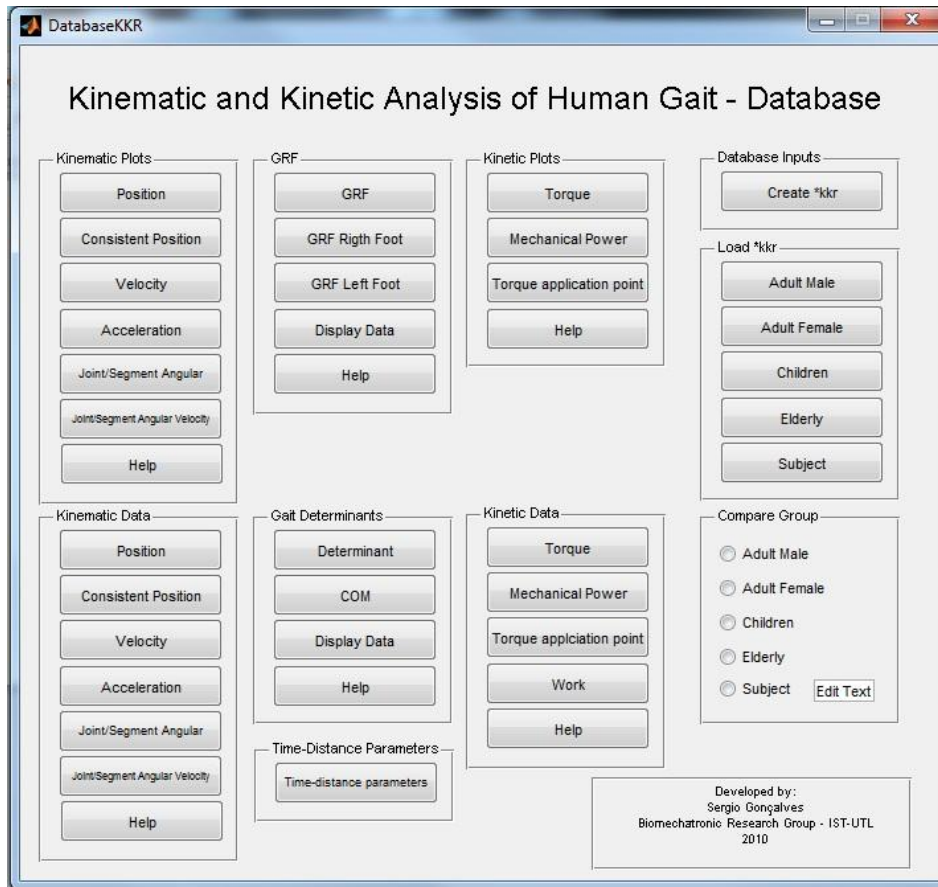 DatabaseKKR
Kinematic and Kinetic Analysis of Human Gait - Database
Kinematic Plots
Position
Consistent Position
Velocity
Acceleration
Joint/Segment Angular
Joint/Segment Angular Velocity
Help
GRF
GRF
GRF Rigth Foot
GRF Left Foot
Display Data
Help
Kinetic Plots
Torque
Mechanical Power
Torque application point
Help
Database Inputs
Create *kkr
Load *kkr
Adult Male
Adult Female
Children
Elderly
Subject
Kinematic Data
Position
Consistent Position
Velocity
Acceleration
Joint/Segment Angular
Joint/Segment Angular Velocity
Help
Gait Determinants
Determinant
COM
Display Data
Help
Time-Distance Parameters
Time-distance parameters
Kinetic Data
Torque
Mechanical Power
Torque applciation point
Work
Help
Compare Group
Adult Male
Adult Female
Children
Elderly
Subject
Edit Text
Developed by:
Sergio Gonçalves
Biomechatronic Research Group - IST-UTL
2010